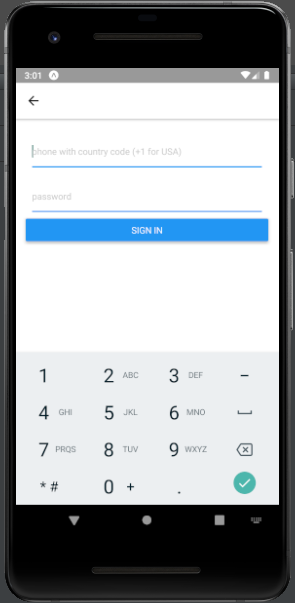 3:01
phone with country code (+1 for USA)
password
SIGN IN
1 2 ABC 3 DEF –
4 GHI 5 JKL 6 MNO
7 PRQS 8 TUV 9 WXYZ
* # 0 + .